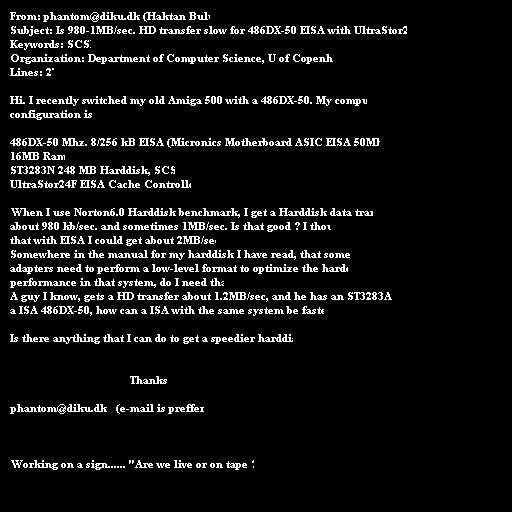 From: phantom@diku.dk (Haktan Bul
Subject: Is 980-1MB/sec. HD transfer slow for 486DX-50 EISA with UltraStor2
Keywords: SCS
Organization: Department of Computer Science, U of Copenh
Lines: 2
Hi. I recently switched my old Amiga 500 with a 486DX-50. My compu
configuration is
486DX-50 Mhz. 8/256 kB EISA (Micronics Motherboard ASIC EISA 50M
16MB Ram
ST3283N 248 MB Harddisk, SCS
UltraStor24F EISA Cache Controlle
When I use Norton6.0 Harddisk benchmark, I get a Harddisk data tra
about 980 kb/sec. and sometimes 1MB/sec. Is that good ? I thou
that with EISA I could get about 2MB/se
Somewhere in the manual for my harddisk I have read, that some
adapters need to perform a low-level format to optimize the hard
performance in that system, do I need tha
A guy I know, gets a HD transfer about 1.2MB/sec, and he has an ST3283A
a ISA 486DX-50, how can a ISA with the same system be faste
Is there anything that I can do to get a speedier harddi
Thanks
phantom@diku.dk (e-mail is preffer
Working on a sign...... "Are we live or on tape ?